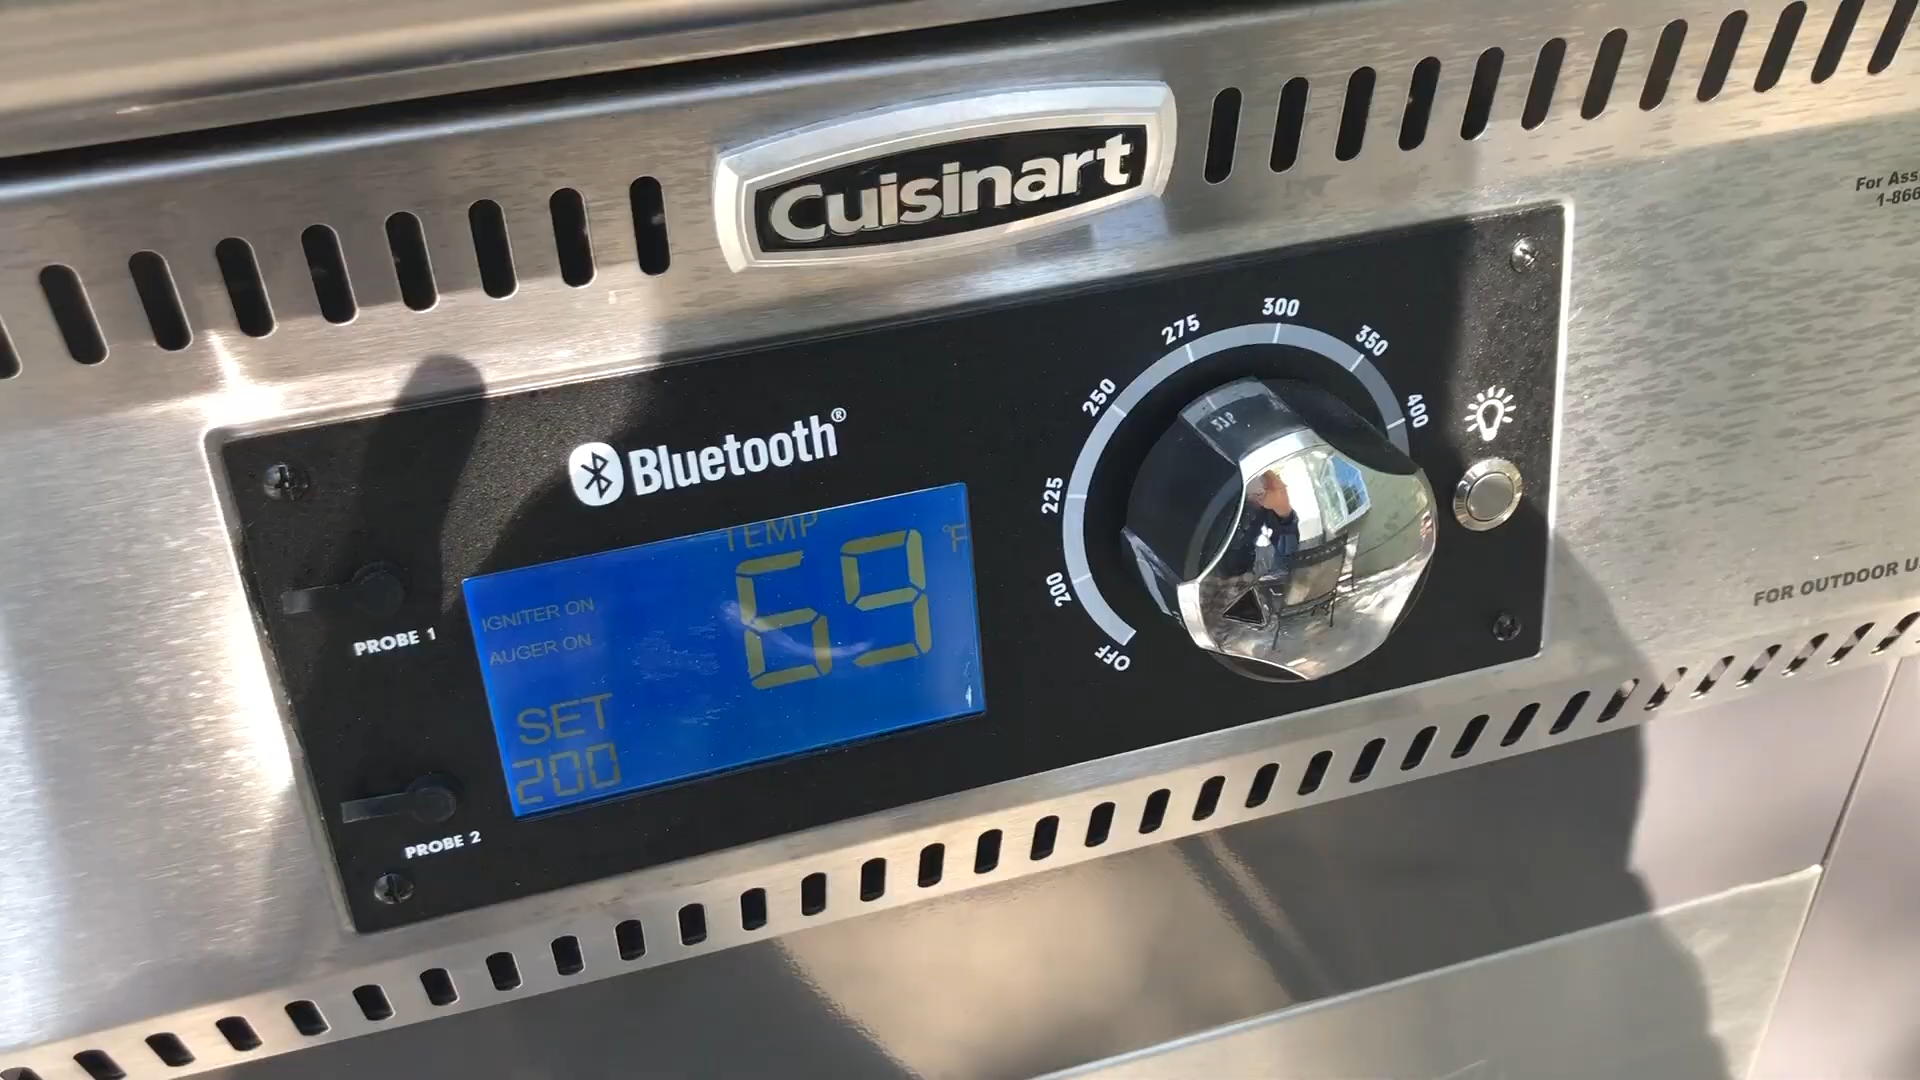 Cuisinart
For Ass
1-866
Bluetooth®
TEMP
69 °F
IGNITER ON
AUGER ON
SET
200
PROBE 1
PROBE 2
OFF
200
225
250
275
300
350
400
FOR OUTDOOR U